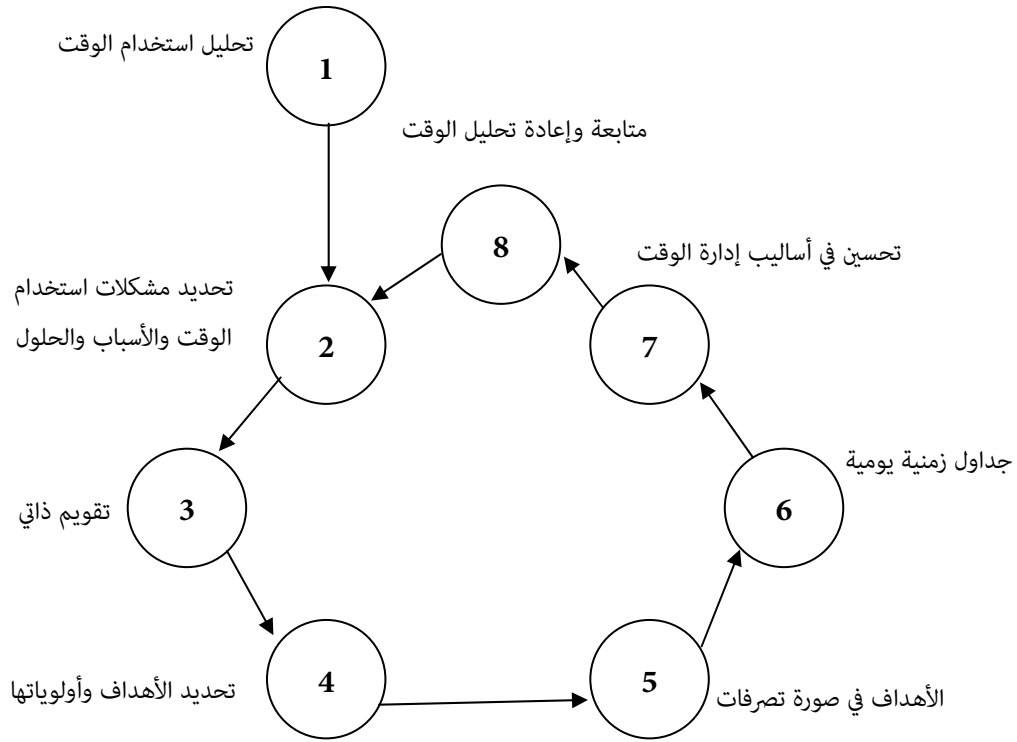 1
تحليل استخدام الوقت
2
تحديد مشكلات استخدام
الوقت والأسباب والحلول
3
تقويم ذاتي
4
تحديد الأهداف وأولوياتها
5
الأهداف في صورة تصرفات
6
جداول زمنية يومية
7
تحسين في أساليب إدارة الوقت
8
متابعة وإعادة تحليل الوقت